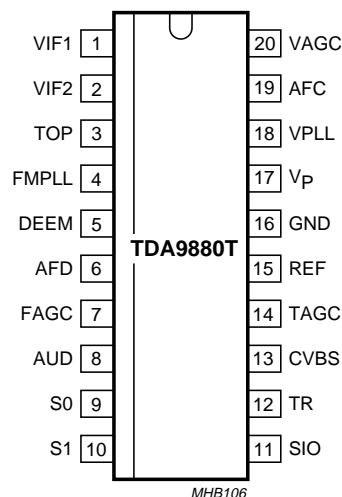 VIF1 1 20 VAGC
VIF2 2 19 AFC
TOP 3 18 VPLL
FMPLL 4 17 VP
DEEM 5 16 GND
TDA9880T
AFD 6 15 REF
FAGC 7 14 TAGC
AUD 8 13 CVBS
S0 9 12 TR
S1 10 11 SIO
MHB106